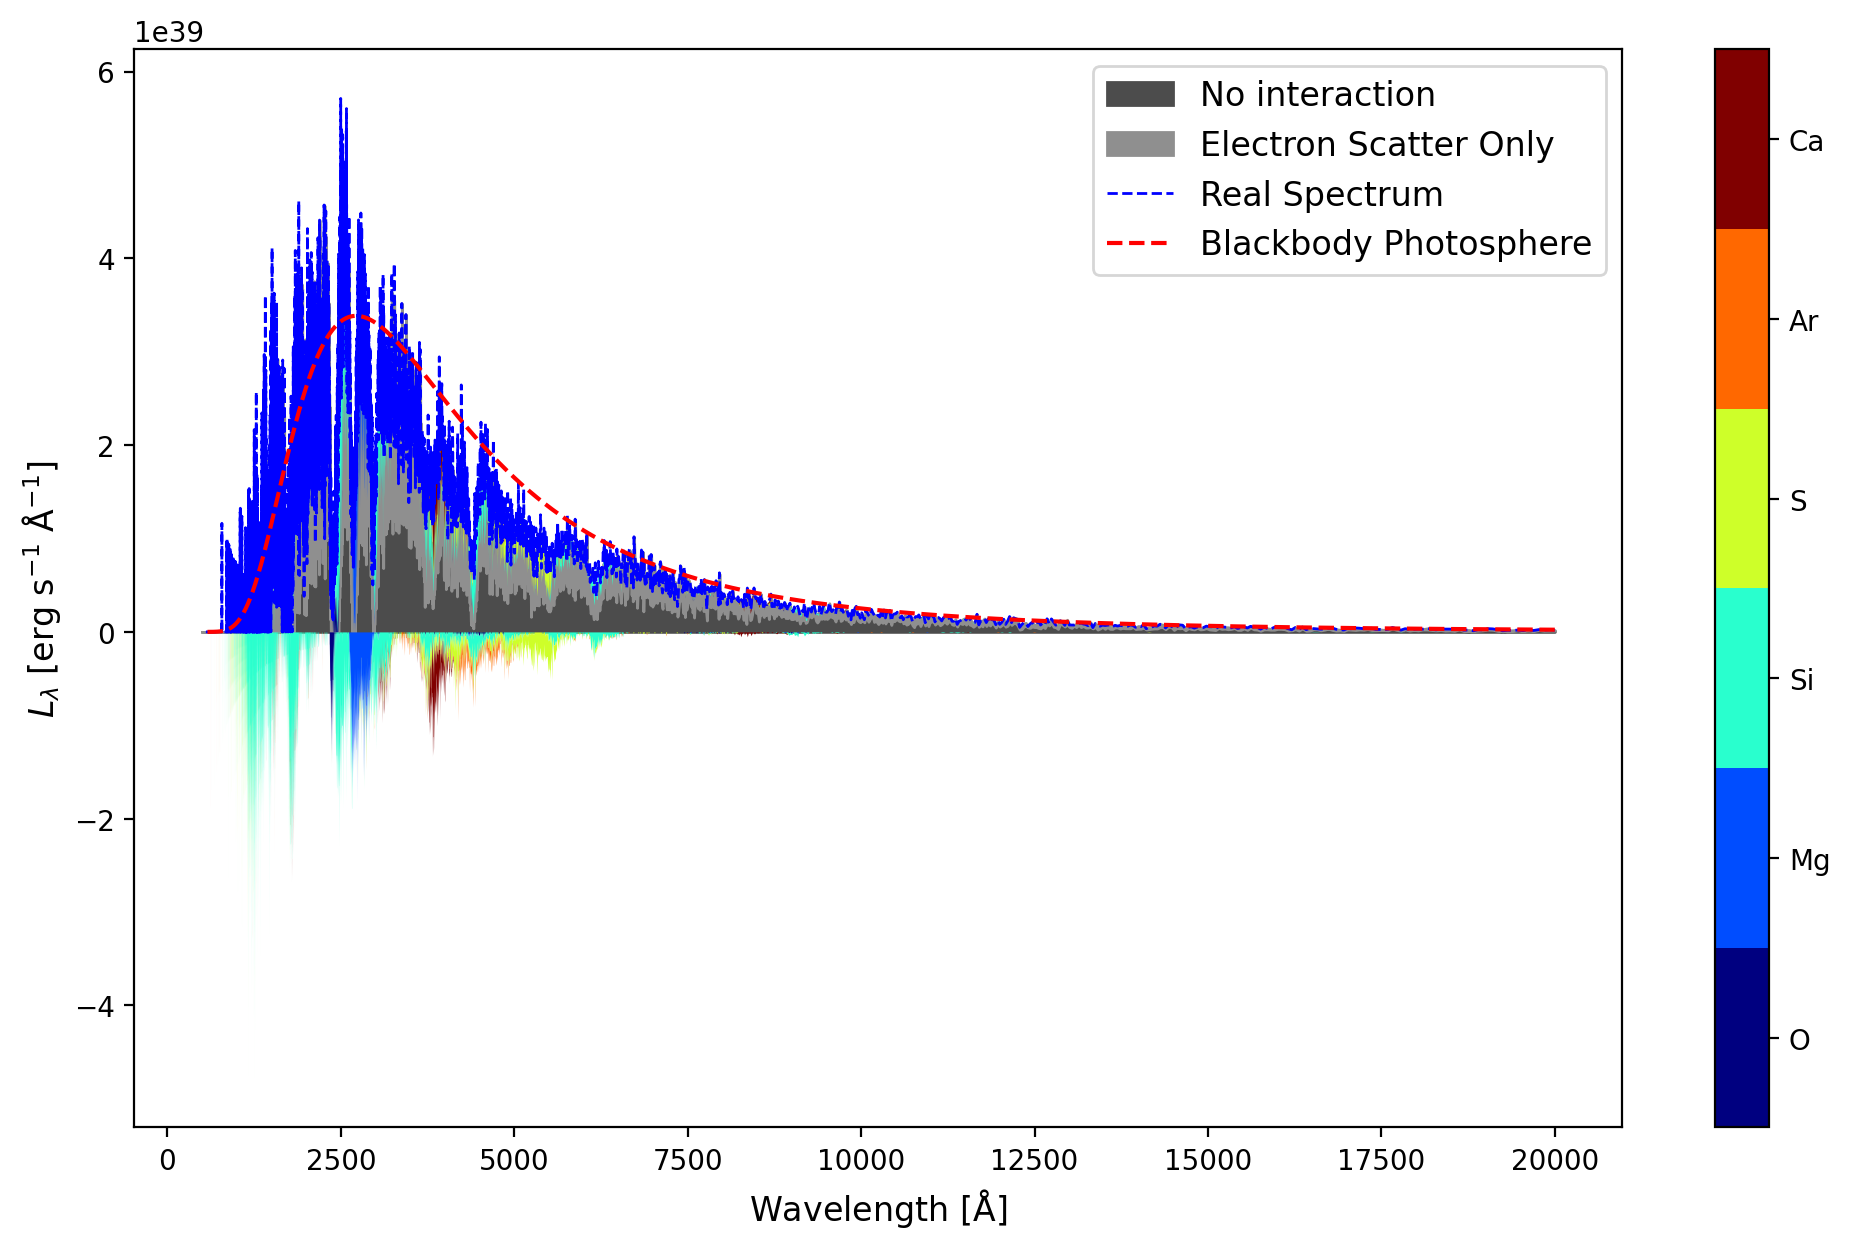 1e39
6
4
2
0
−2
−4
L_λ [erg s⁻¹ Å⁻¹]
No interaction
Electron Scatter Only
Real Spectrum
Blackbody Photosphere
0 2500 5000 7500 10000 12500 15000 17500 20000
Wavelength [Å]
Ca
Ar
S
Si
Mg
O